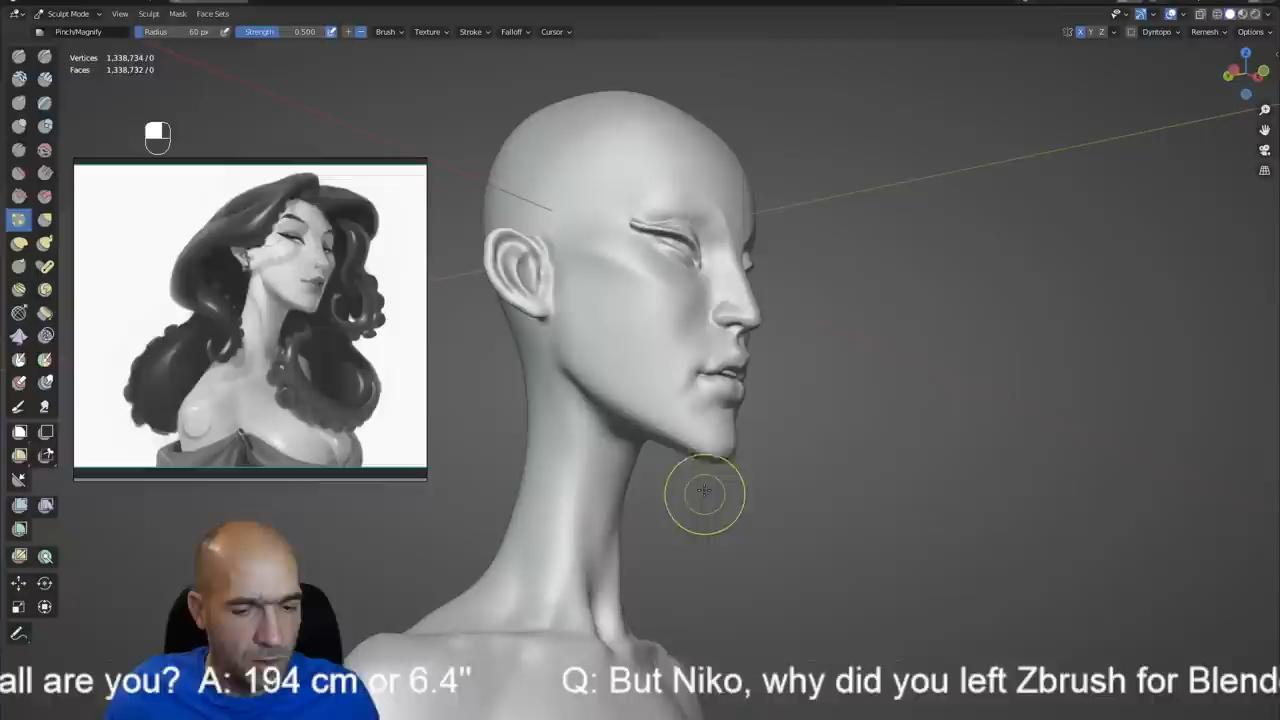 Sculpt Mode View Sculpt Mask Face Sets
Pinch/Magnify Radius 60 px Strength 0.500 Brush Texture Stroke Falloff Cursor X Y Z Dyntopo Remesh Options
Vertices 1,338,734 / 0
Faces 1,338,732 / 0
Z
all are you? A: 194 cm or 6.4" Q: But Niko, why did you left Zbrush for Blend